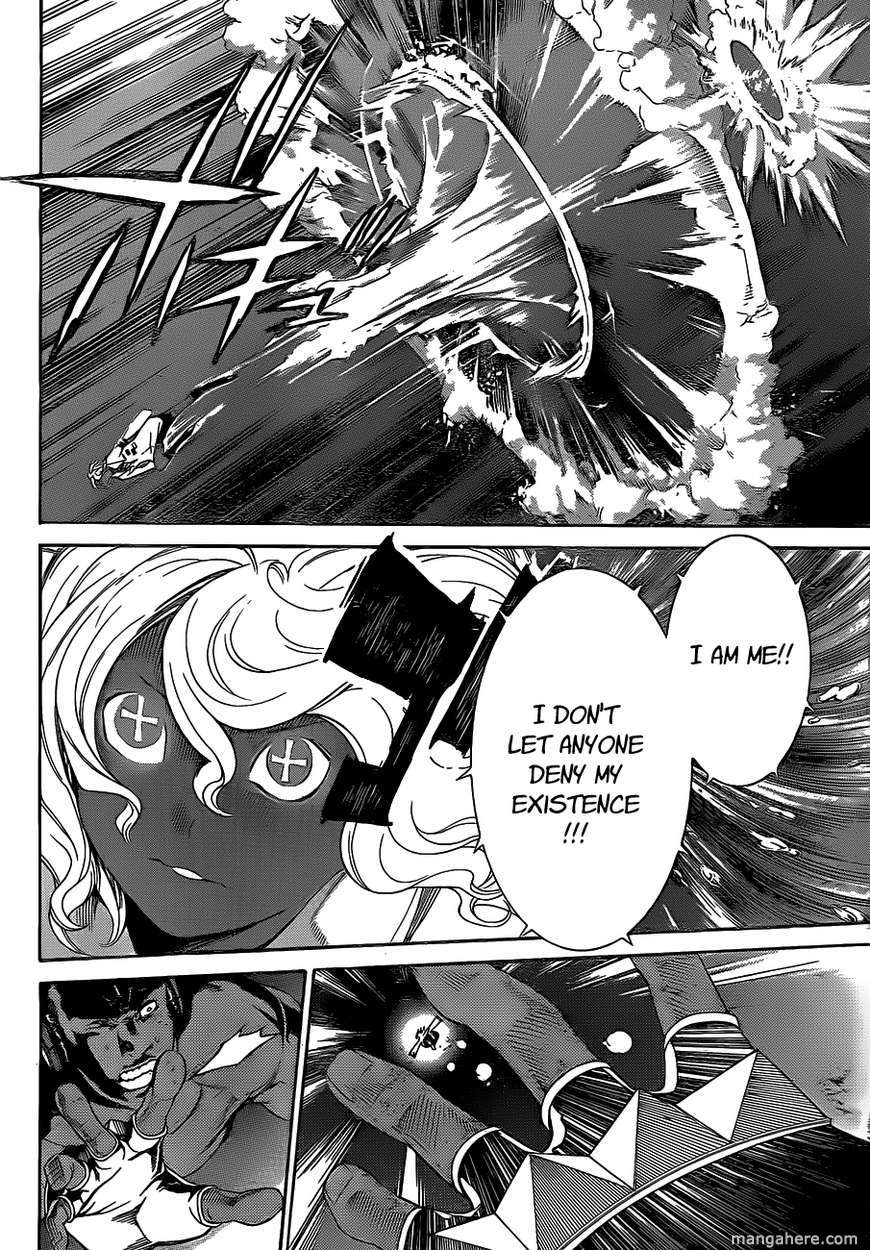 I AM ME!!
I DON'T
LET ANYONE
DENY MY
EXISTENCE
!!!
mangahere.com